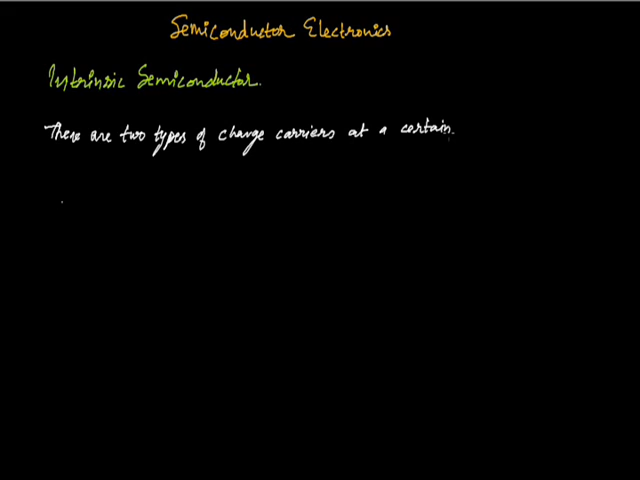 Semiconductor Electronics
Intrinsic Semiconductor.
There are two types of charge carriers at a certain.